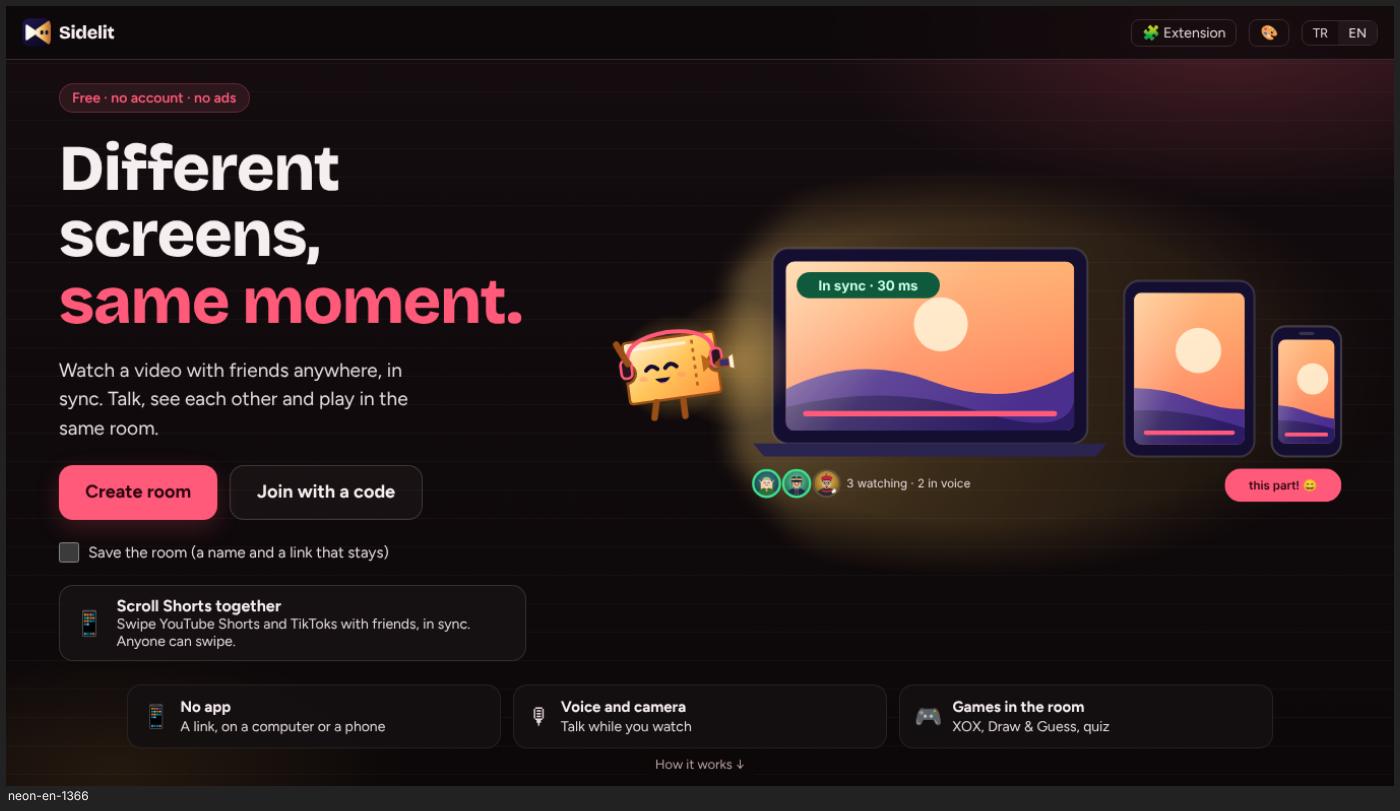 Sidelit
🧩 Extension
🎨
TR EN
Free · no account · no ads
Different
screens,
same moment.
Watch a video with friends anywhere, in
sync. Talk, see each other and play in the
same room.
In sync · 30 ms
3 watching · 2 in voice
this part! 😄
Create room
Join with a code
Save the room (a name and a link that stays)
Scroll Shorts together
Swipe YouTube Shorts and TikToks with friends, in sync.
Anyone can swipe.
No app
A link, on a computer or a phone
Voice and camera
Talk while you watch
Games in the room
XOX, Draw & Guess, quiz
How it works ↓
neon-en-1366